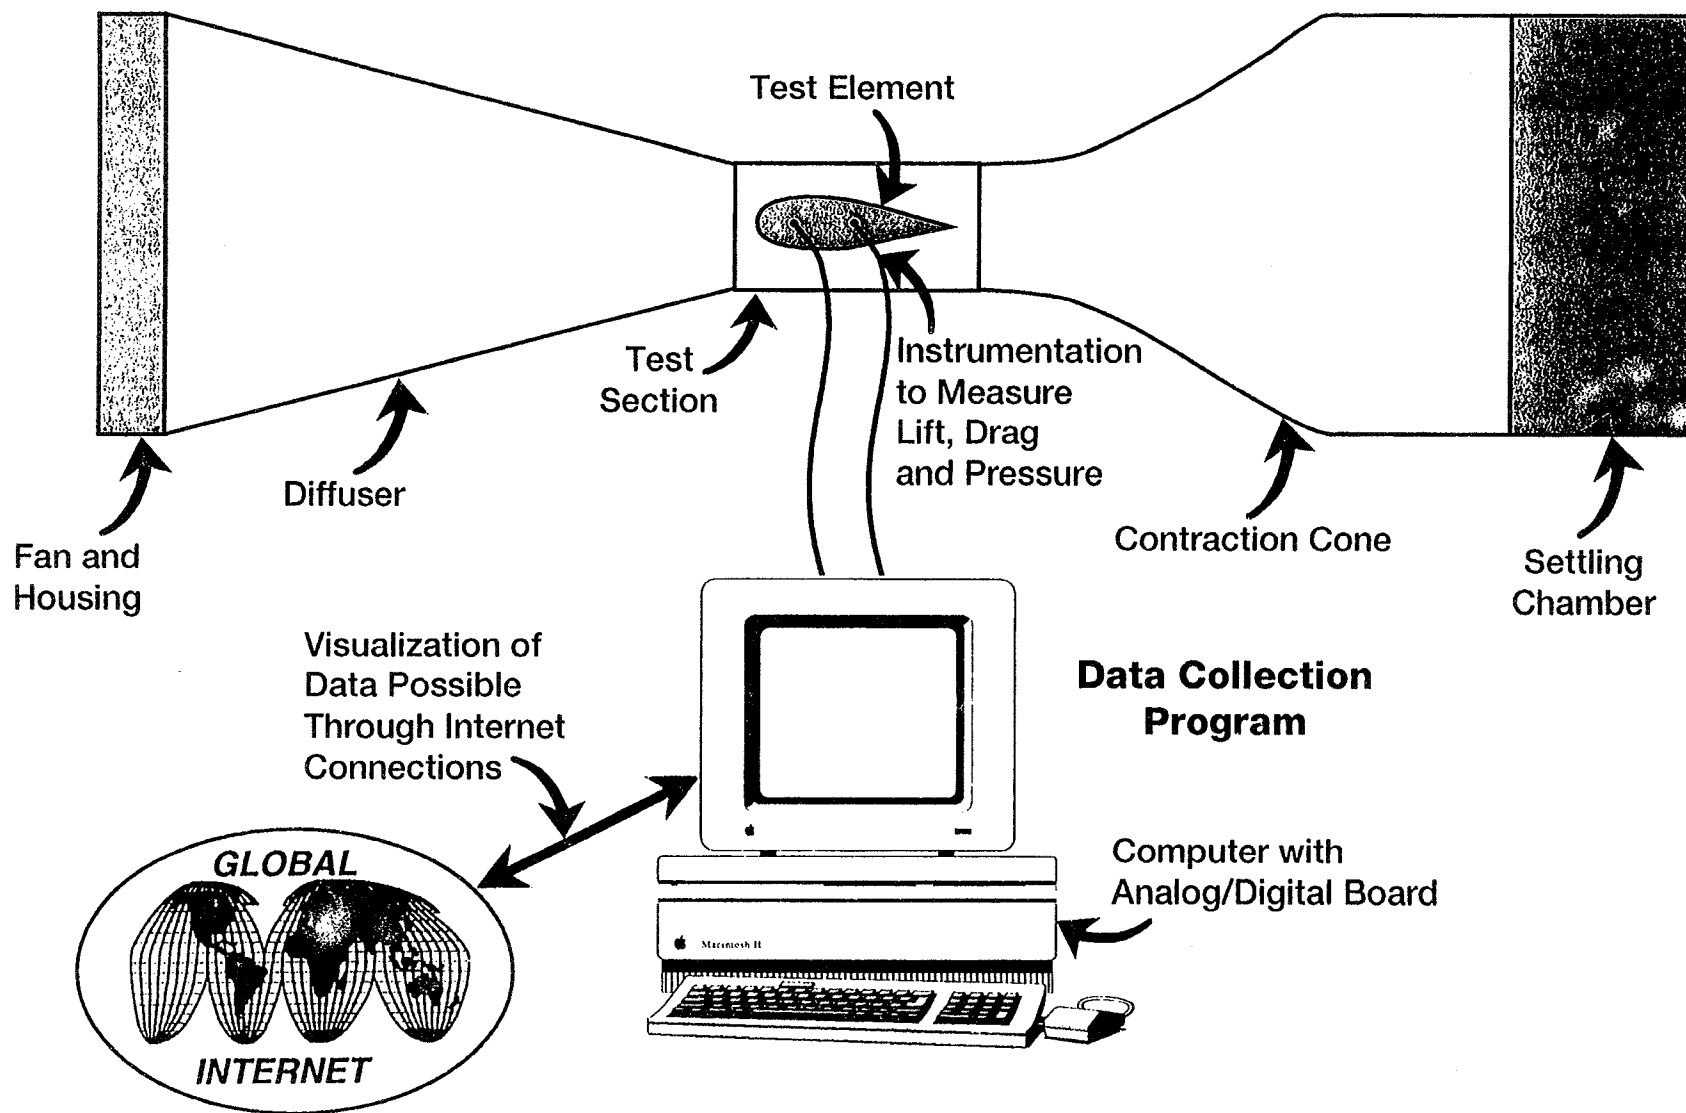 Test Element
Test
Section
Instrumentation
to Measure
Lift, Drag
and Pressure
Diffuser
Contraction Cone
Fan and
Housing
Settling
Chamber
Visualization of
Data Possible
Through Internet
Connections
Data Collection
Program
GLOBAL
INTERNET
Computer with
Analog/Digital Board
Macintosh II